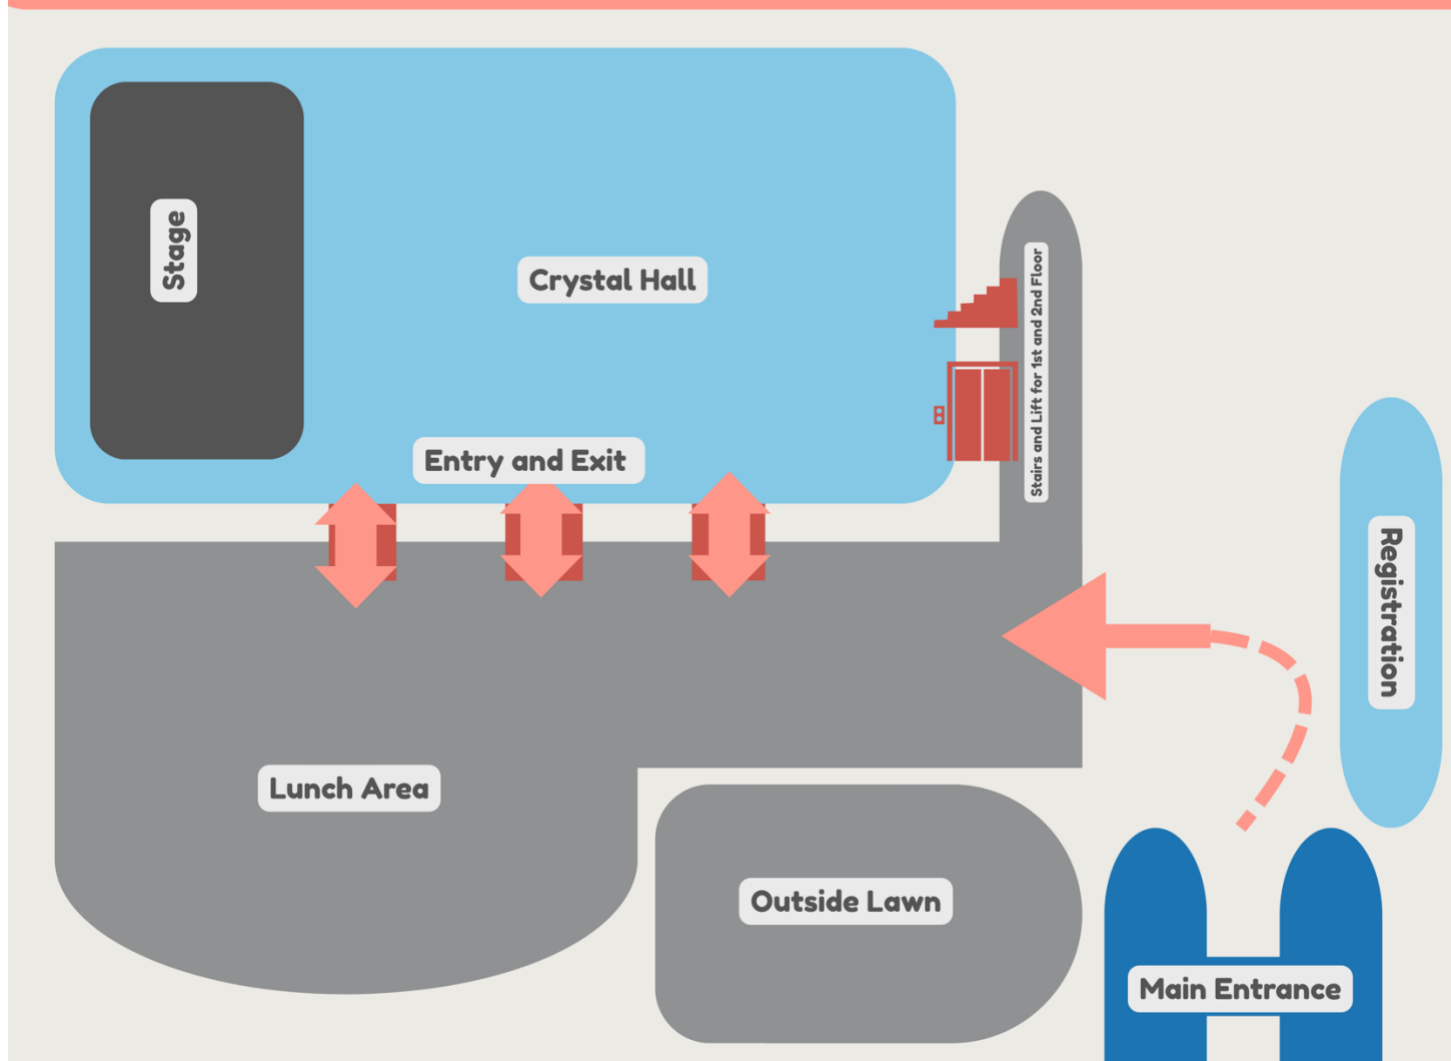 Stage
Crystal Hall
Stairs and Lift for 1st and 2nd Floor
Entry and Exit
Registration
Lunch Area
Outside Lawn
Main Entrance